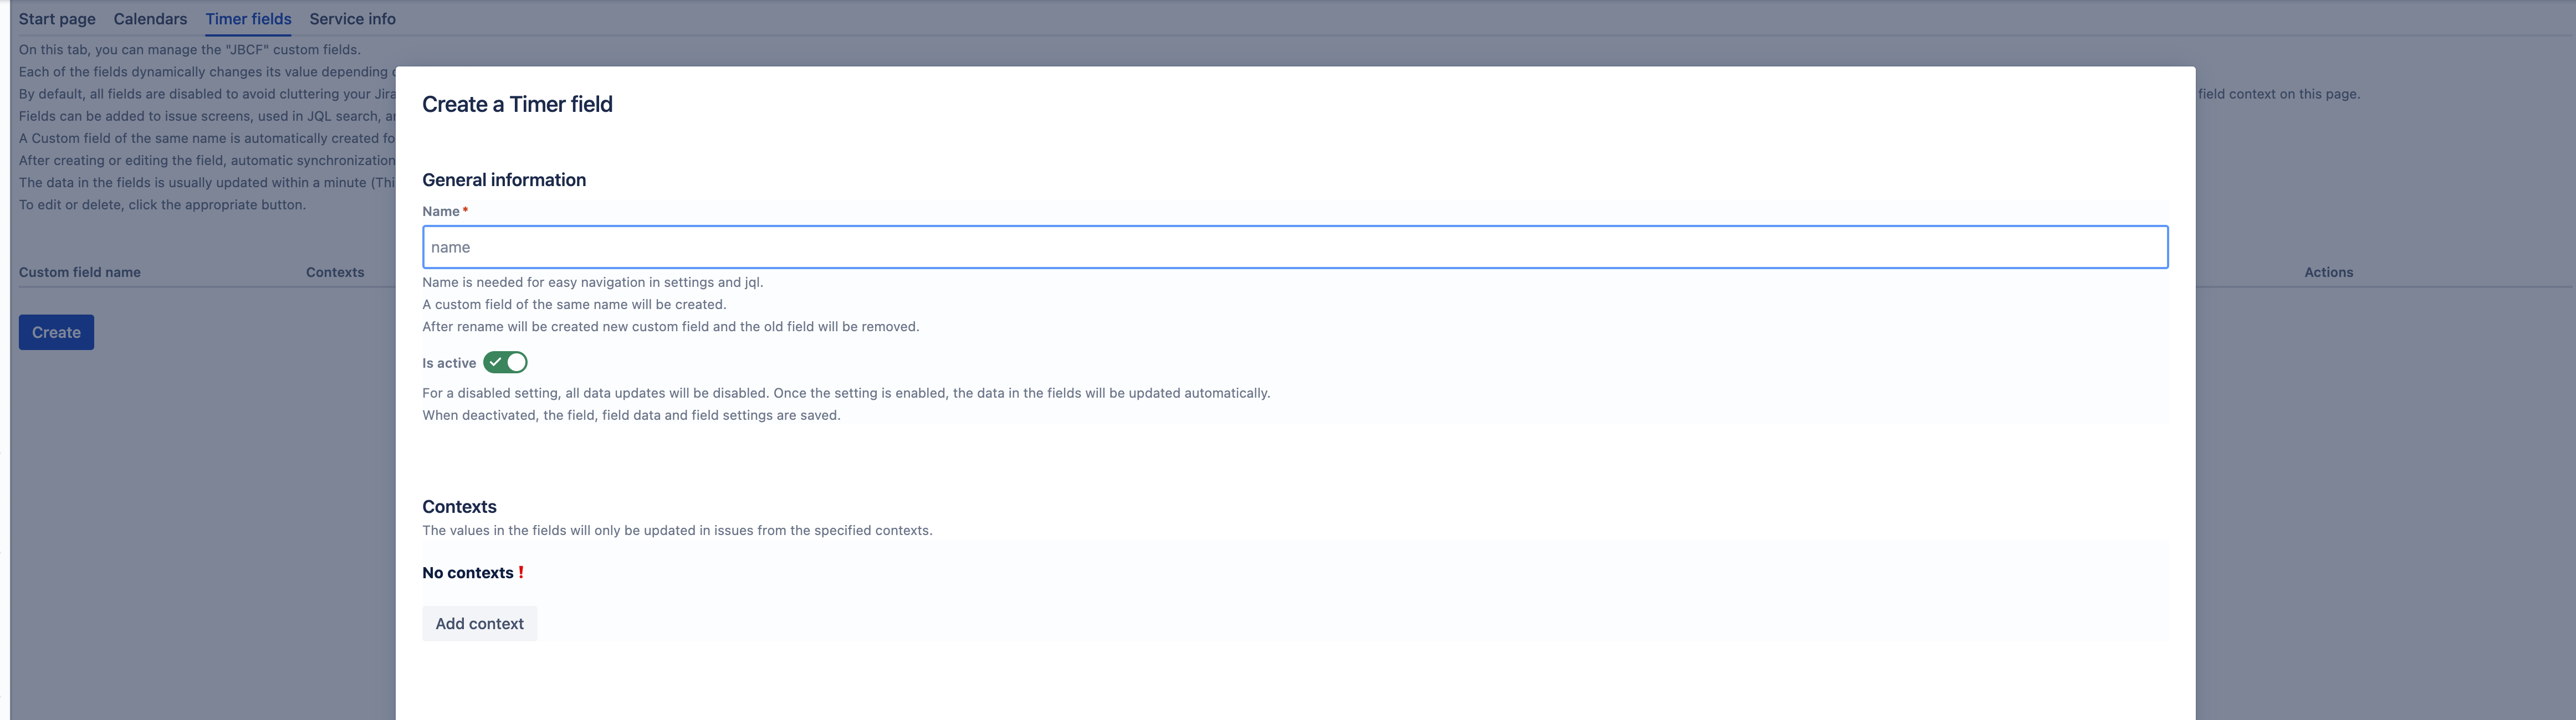 Start page Calendars Timer fields Service info
On this tab, you can manage the "JBCF" custom fields.
Each of the fields dynamically changes its value depending
By default, all fields are disabled to avoid cluttering your Jira
field context on this page.
Fields can be added to issue screens, used in JQL search,
A Custom field of the same name is automatically created
After creating or editing the field, automatic synchronization
The data in the fields is usually updated within a minute
To edit or delete, click the appropriate button.
Custom field name Contexts Actions
Create
Create a Timer field
General information
Name *
name
Name is needed for easy navigation in settings and jql.
A custom field of the same name will be created.
After rename will be created new custom field and the old field will be removed.
Is active
For a disabled setting, all data updates will be disabled. Once the setting is enabled, the data in the fields will be updated automatically.
When deactivated, the field, field data and field settings are saved.
Contexts
The values in the fields will only be updated in issues from the specified contexts.
No contexts !
Add context